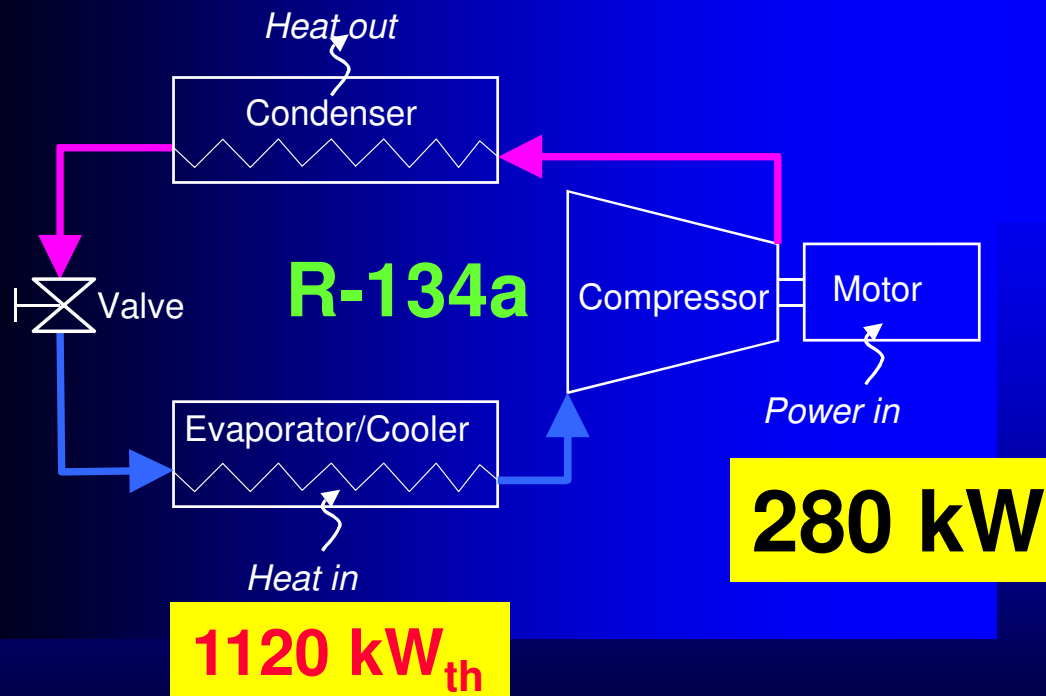 Heat out
Condenser
R-134a
Valve
Compressor
Motor
Evaporator/Cooler
Power in
280 kW
Heat in
1120 kWth